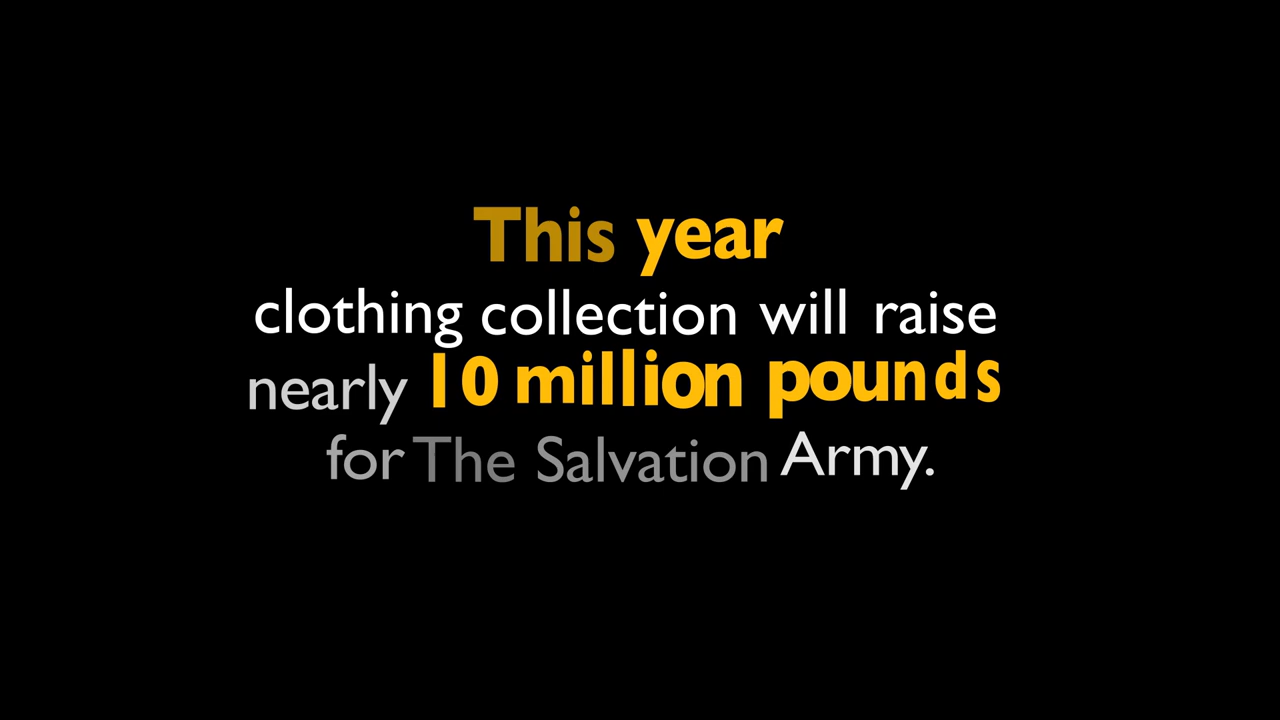 This year
clothing collection will raise
nearly 10 million pounds
for The Salvation Army.